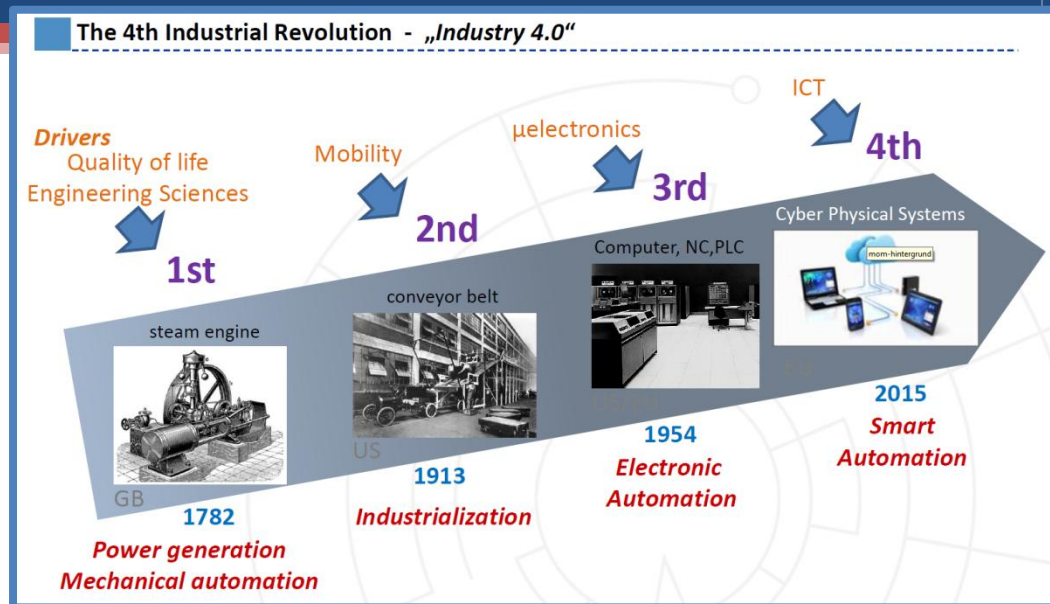 The 4th Industrial Revolution - „Industry 4.0“
Drivers
Quality of life
Engineering Sciences
1st
steam engine
GB
1782
Power generation
Mechanical automation
Mobility
2nd
conveyor belt
US
1913
Industrialization
µelectronics
3rd
Computer, NC,PLC
1954
Electronic
Automation
ICT
4th
Cyber Physical Systems
mom-hintergrund
2015
Smart
Automation